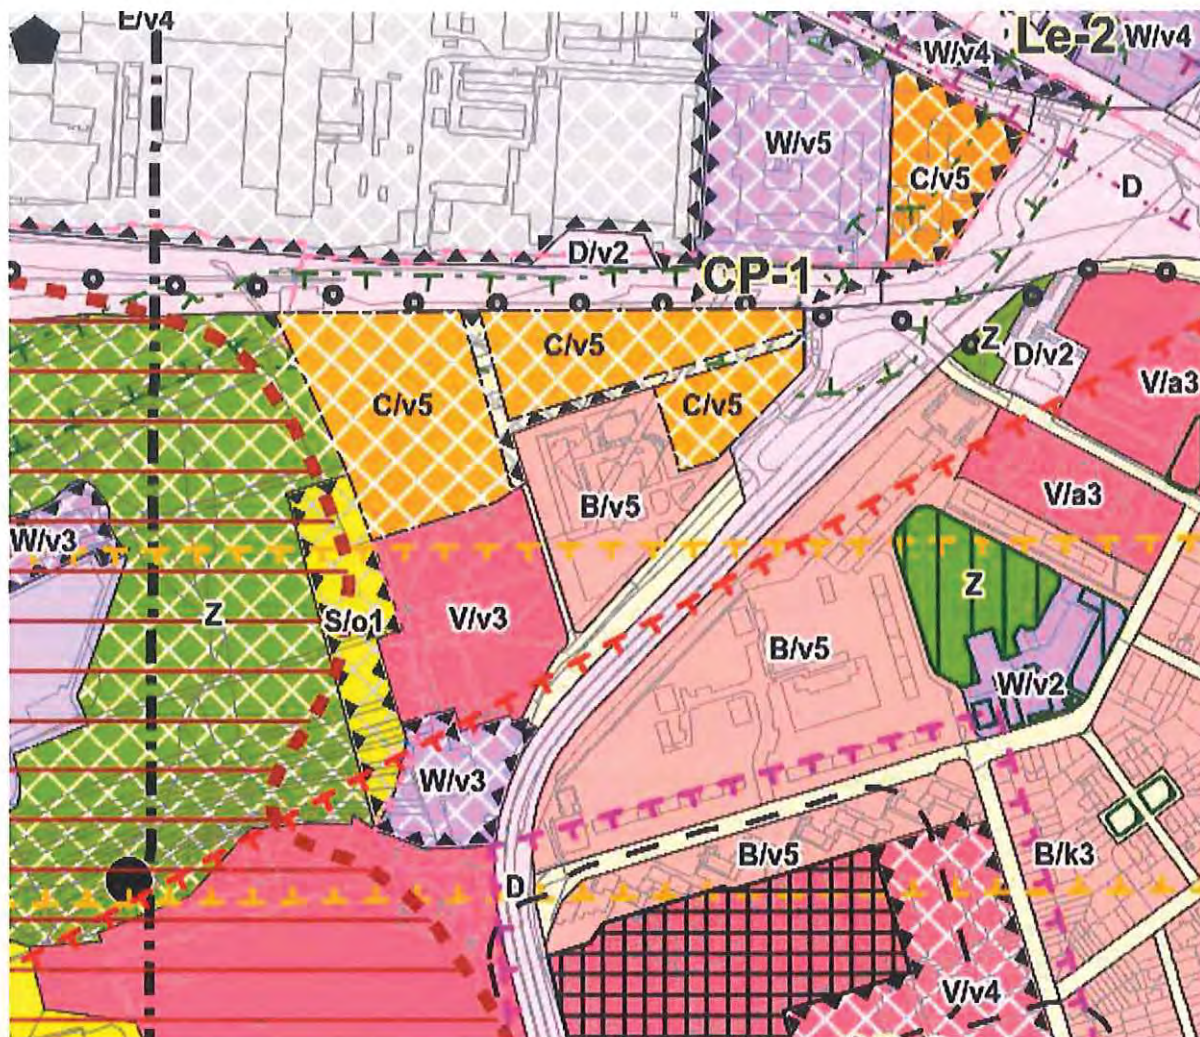 E/v4
Le-2
W/v4
W/v4
W/v5
C/v5
D
D/v2
CP-1
C/v5
Z
D/v2
V/a3
C/v5
C/v5
V/a3
B/v5
W/v3
Z
Z
S/o1
V/v3
B/v5
W/v2
W/v3
B/v5
B/k3
D
V/v4